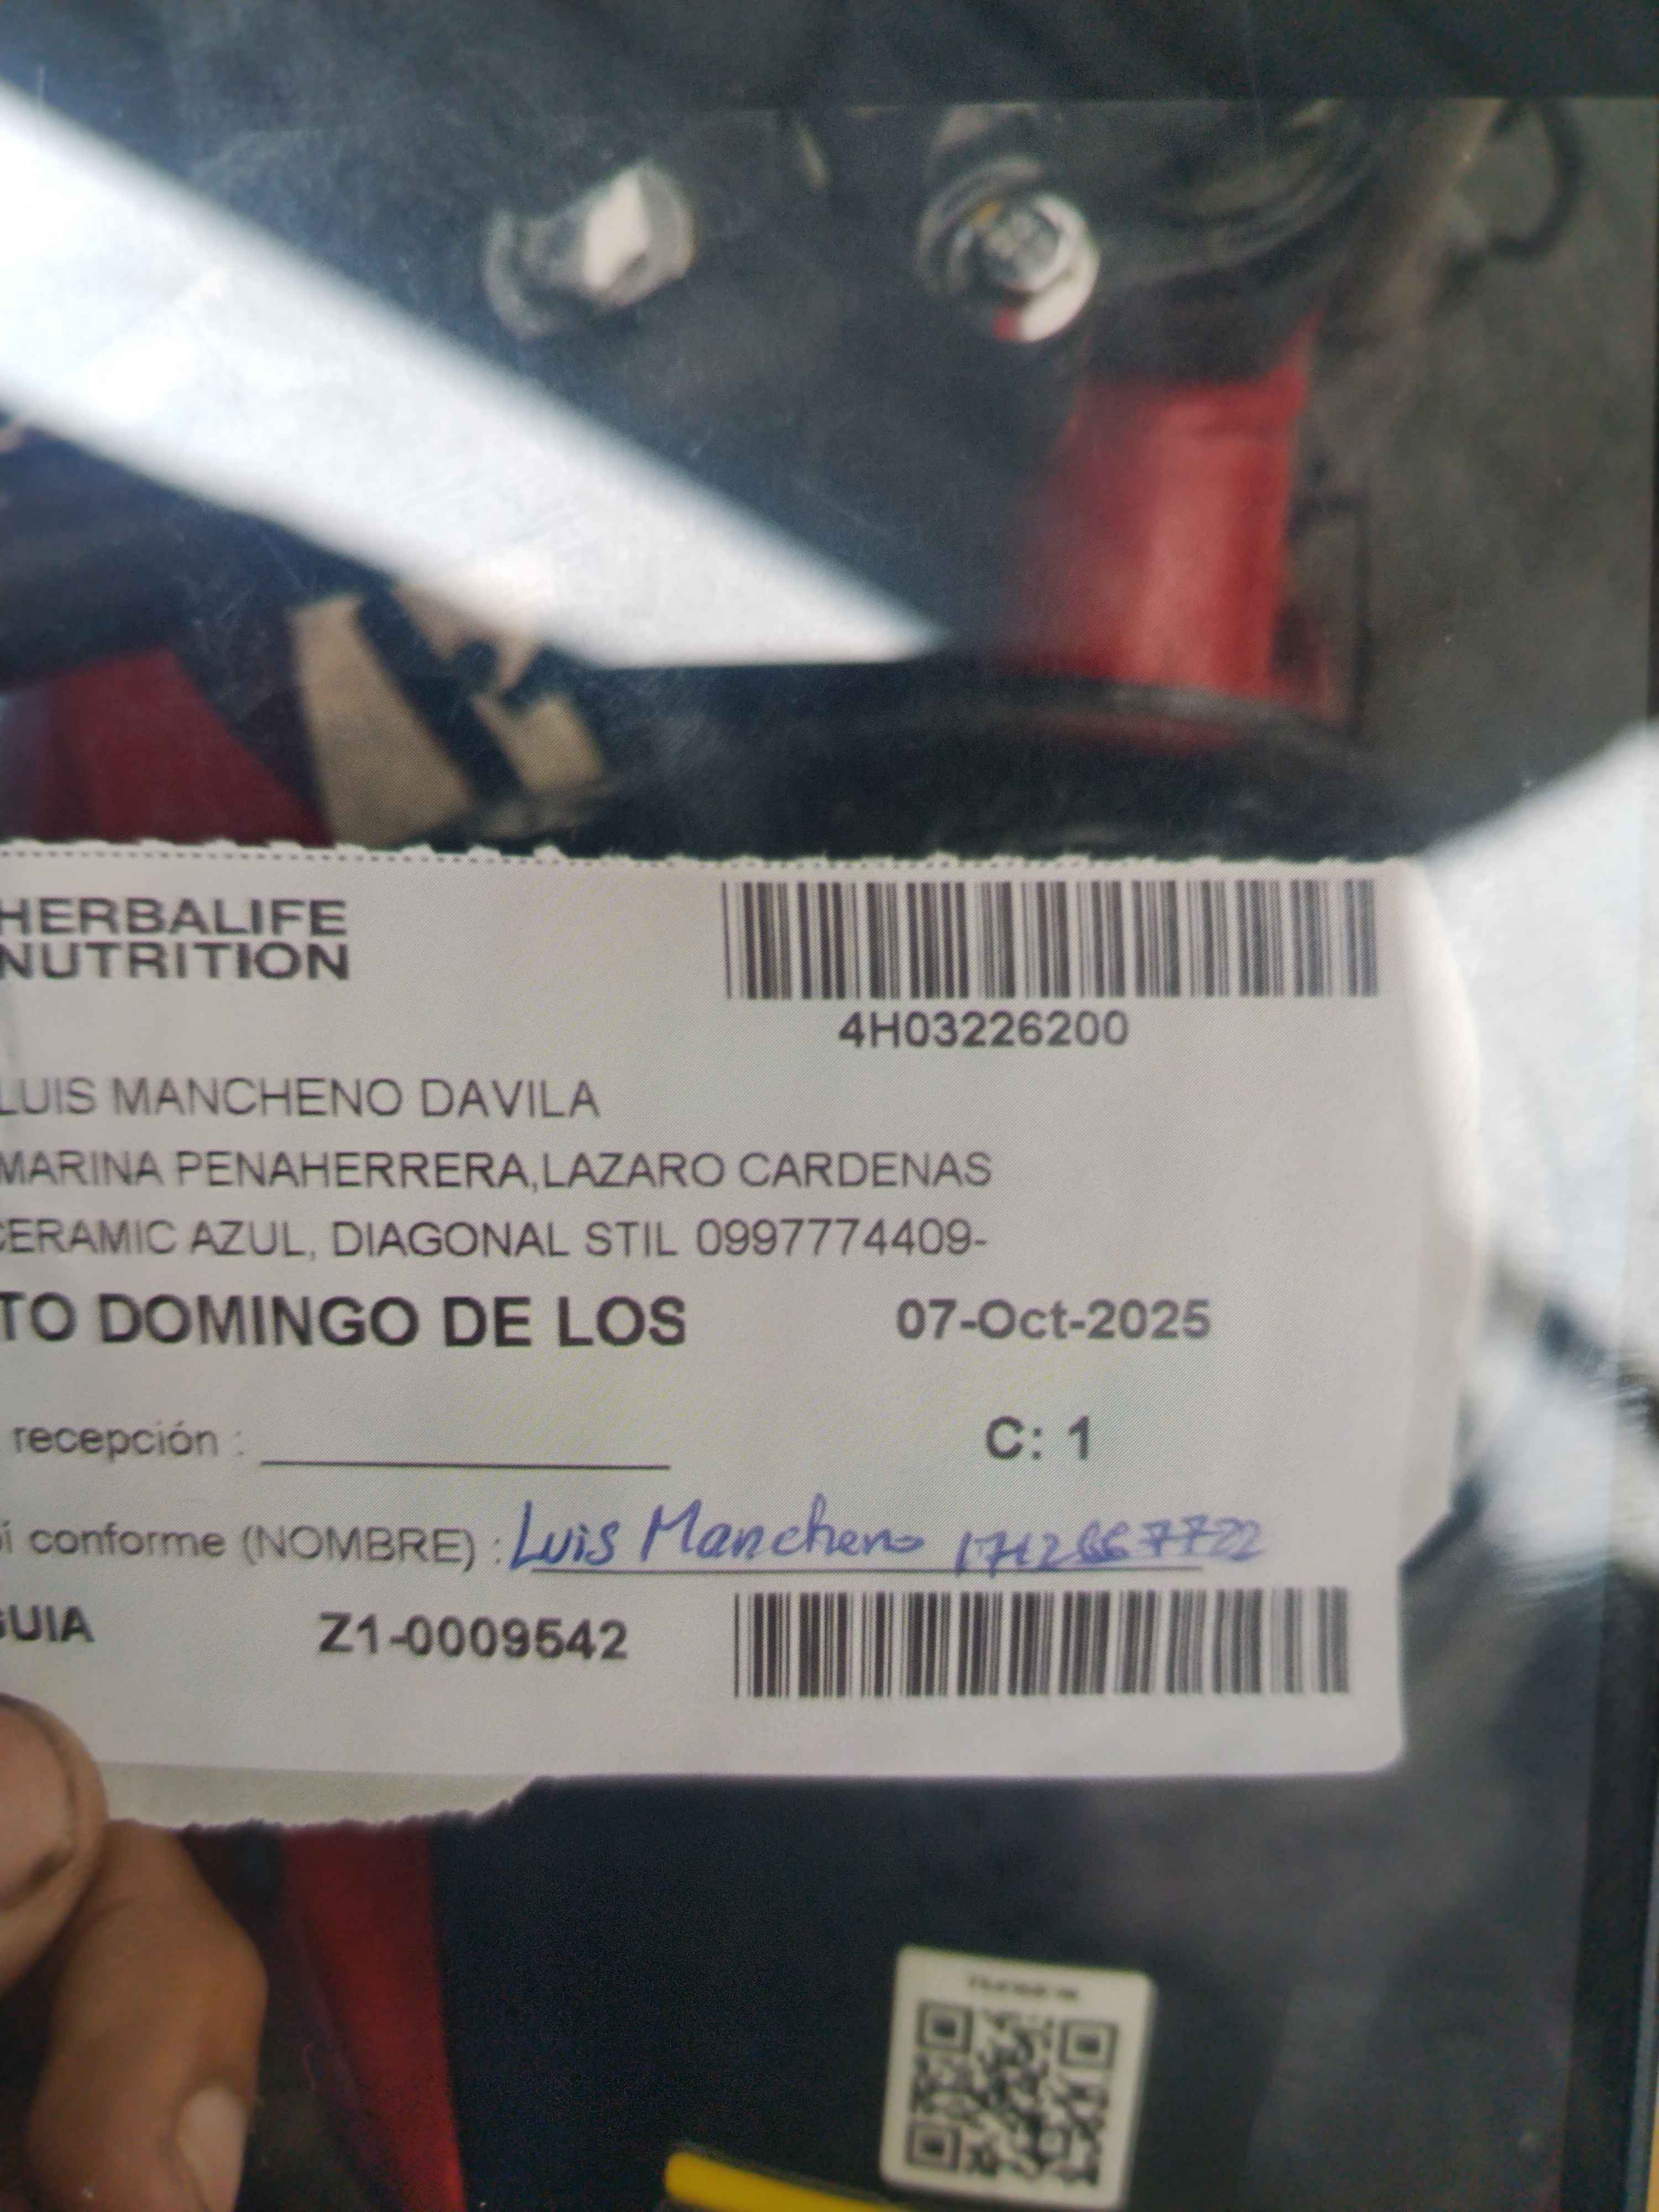 HERBALIFE
NUTRITION
4H03226200
LUIS MANCHENO DAVILA
MARINA PENAHERRERA,LAZARO CARDENAS
CERAMIC AZUL, DIAGONAL STIL 0997774409-
TO DOMINGO DE LOS 07-Oct-2025
recepción : C: 1
í conforme (NOMBRE) : Luis Mancheno
GUIA Z1-0009542